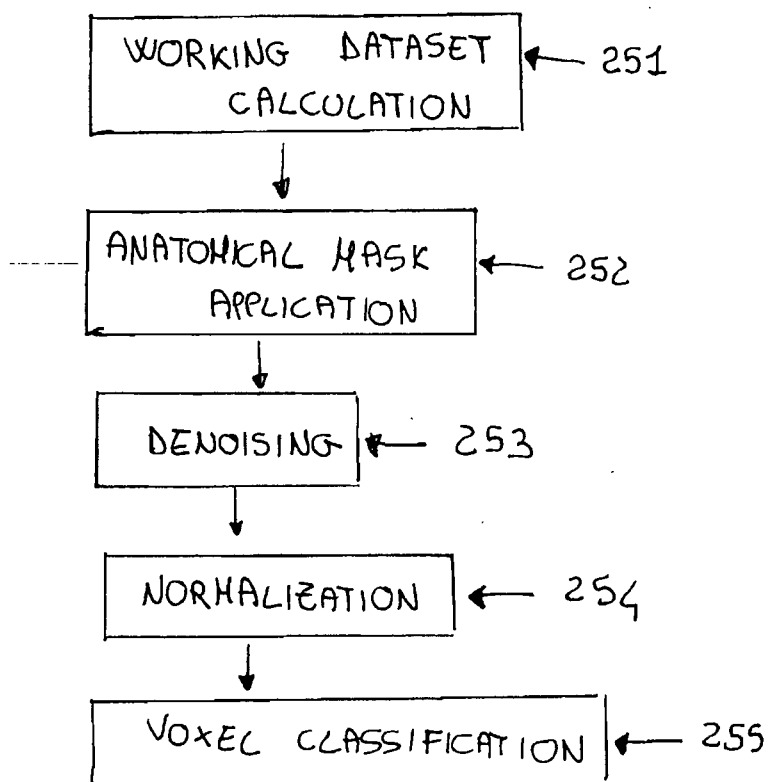 WORKING DATASET
CALCULATION
251
ANATOMICAL MASK
APPLICATION
252
DENOISING
253
NORMALIZATION
254
VOXEL CLASSIFICATION
255